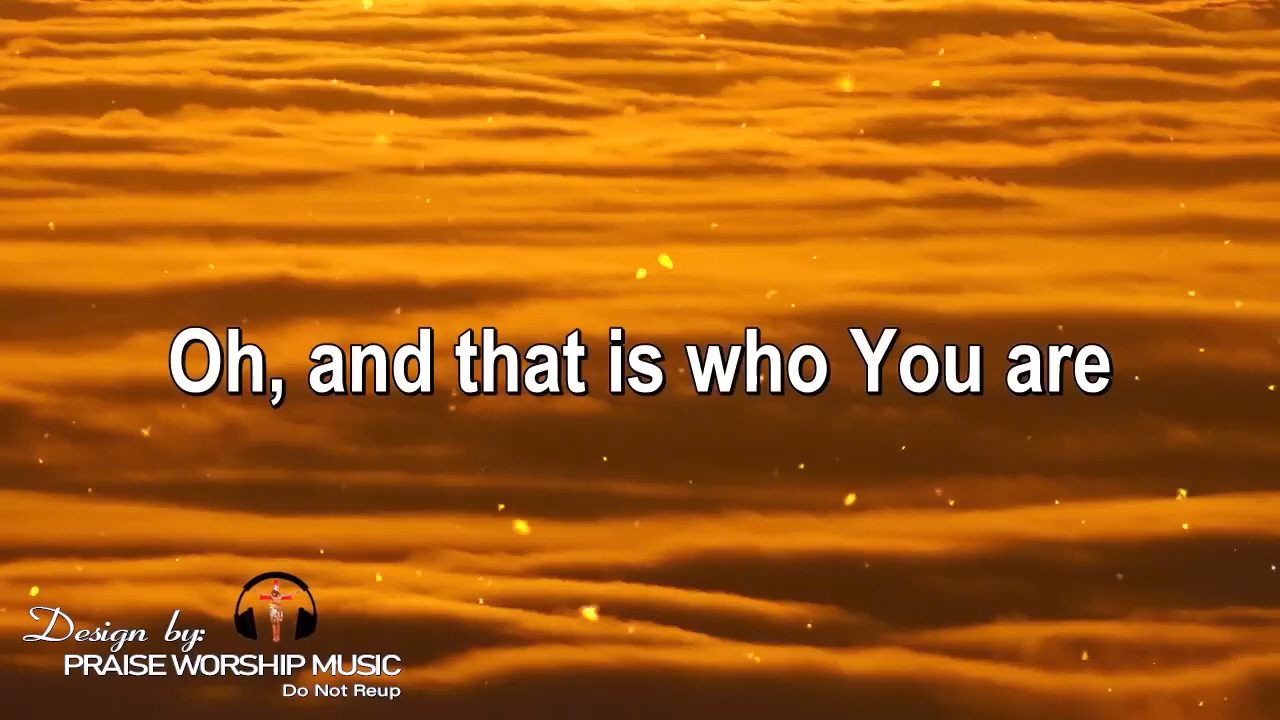 Oh, and that is who You are
Design by:
PRAISE WORSHIP MUSIC
Do Not Reup